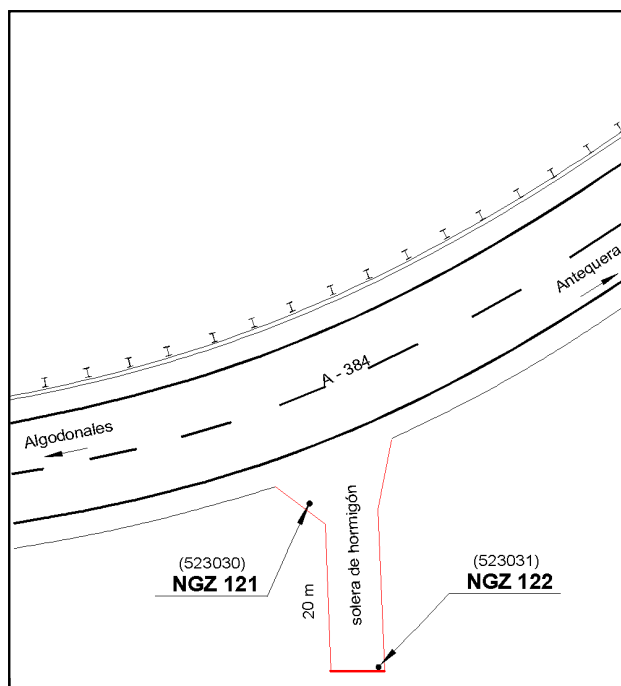 Antequera
A - 384
Algodonales
solera de hormigón
20 m
(523030)
NGZ 121
(523031)
NGZ 122